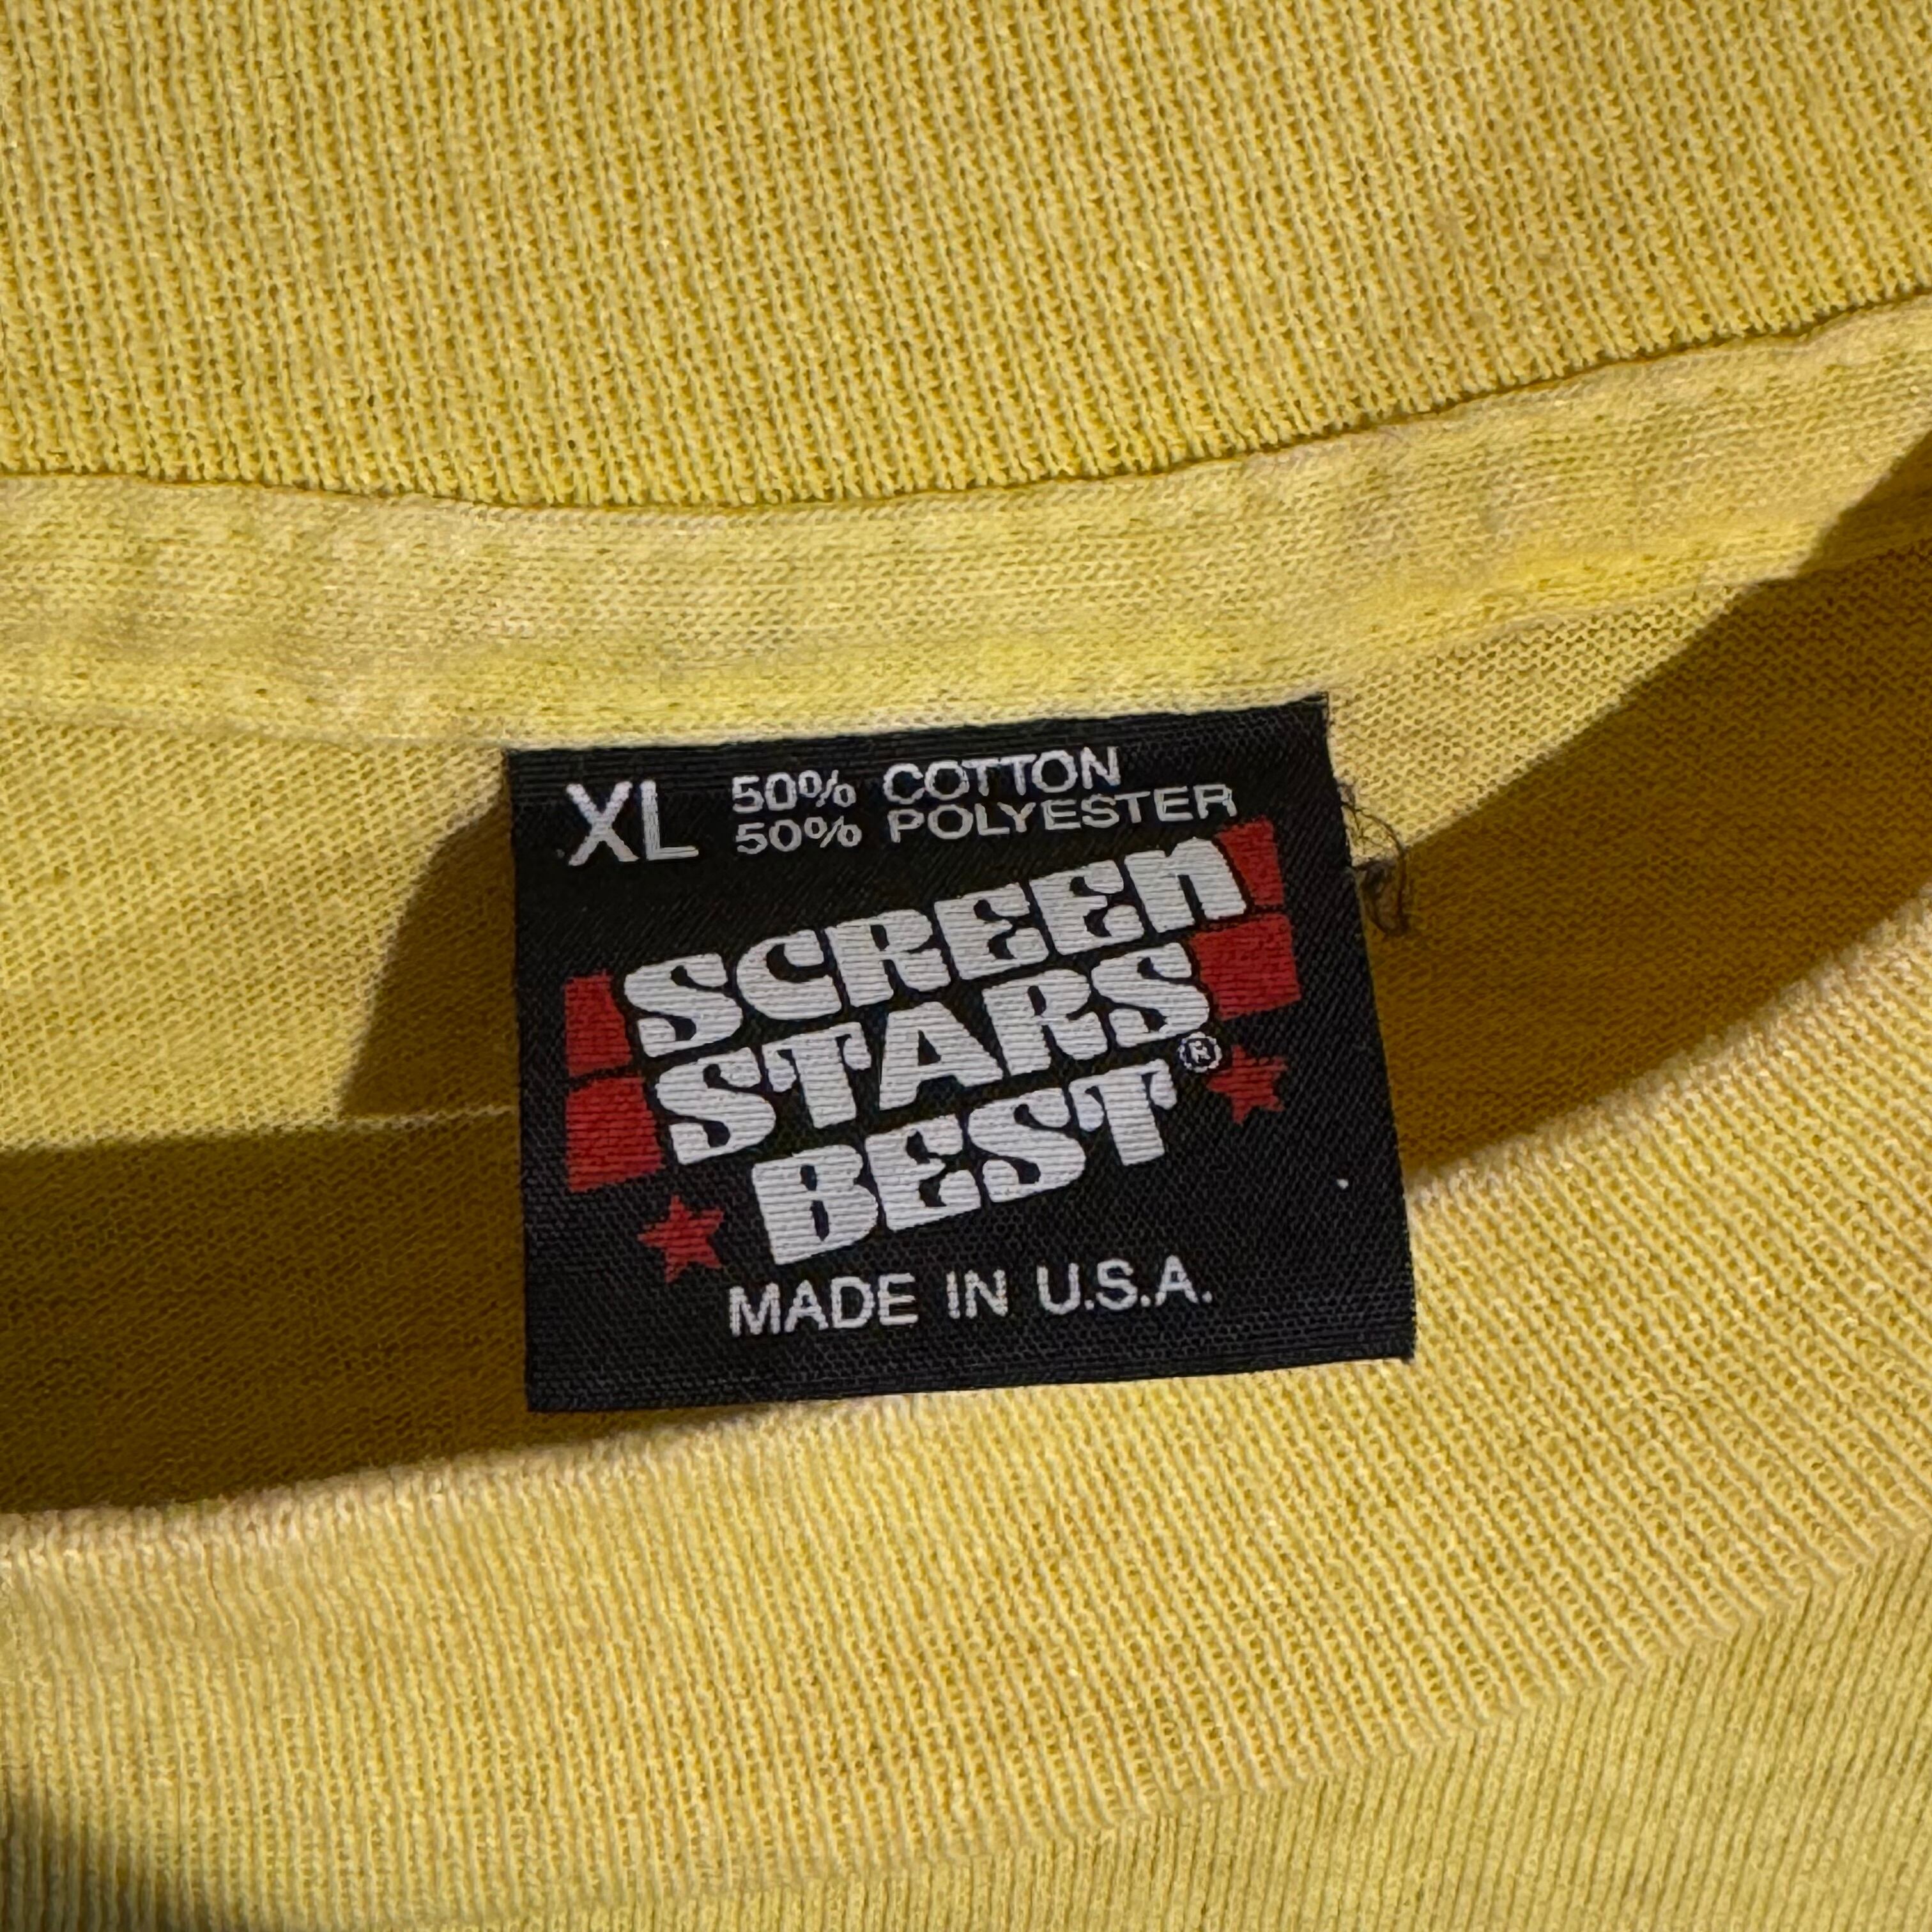 XL 50% COTTON
50% POLYESTER
SCREEN
STARS
BEST®
MADE IN U.S.A.